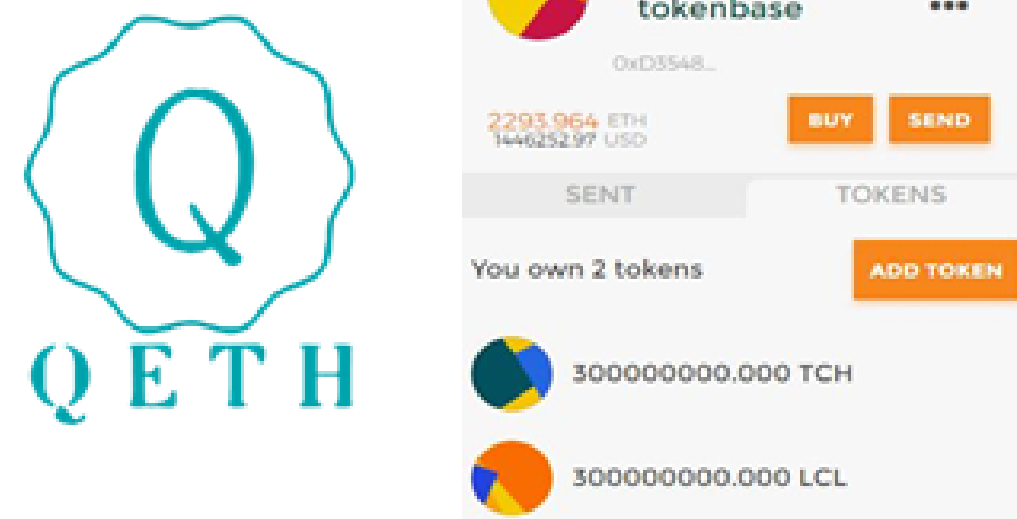 Q
QETH
tokenbase
0xD3548...
2293.964 ETH
1446252.97 USD
BUY
SEND
SENT
TOKENS
You own 2 tokens
ADD TOKEN
300000000.000 TCH
300000000.000 LCL